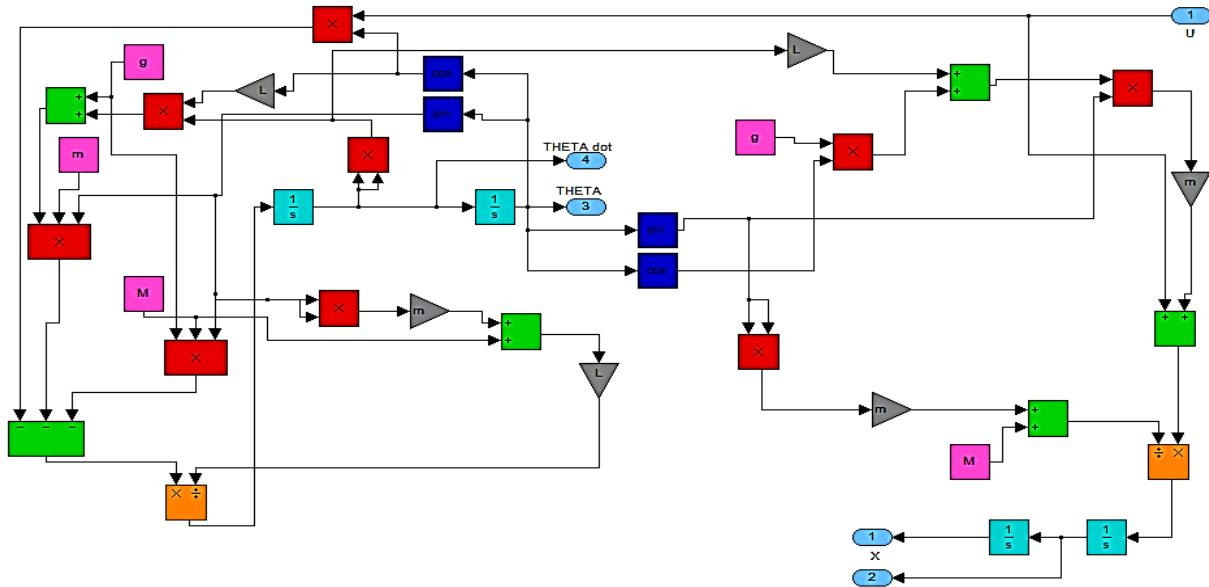 ×
1
U
g
L
cos
+
+
L
+
+
×
×
sin
×
g
×
m
THETA dot
4
m
THETA
3
1
s
1
s
×
sin
cos
M
×
m
+
+
+ +
×
×
L
m
+
+
− − −
M
÷ ×
× ÷
1
1
s
1
s
X
2